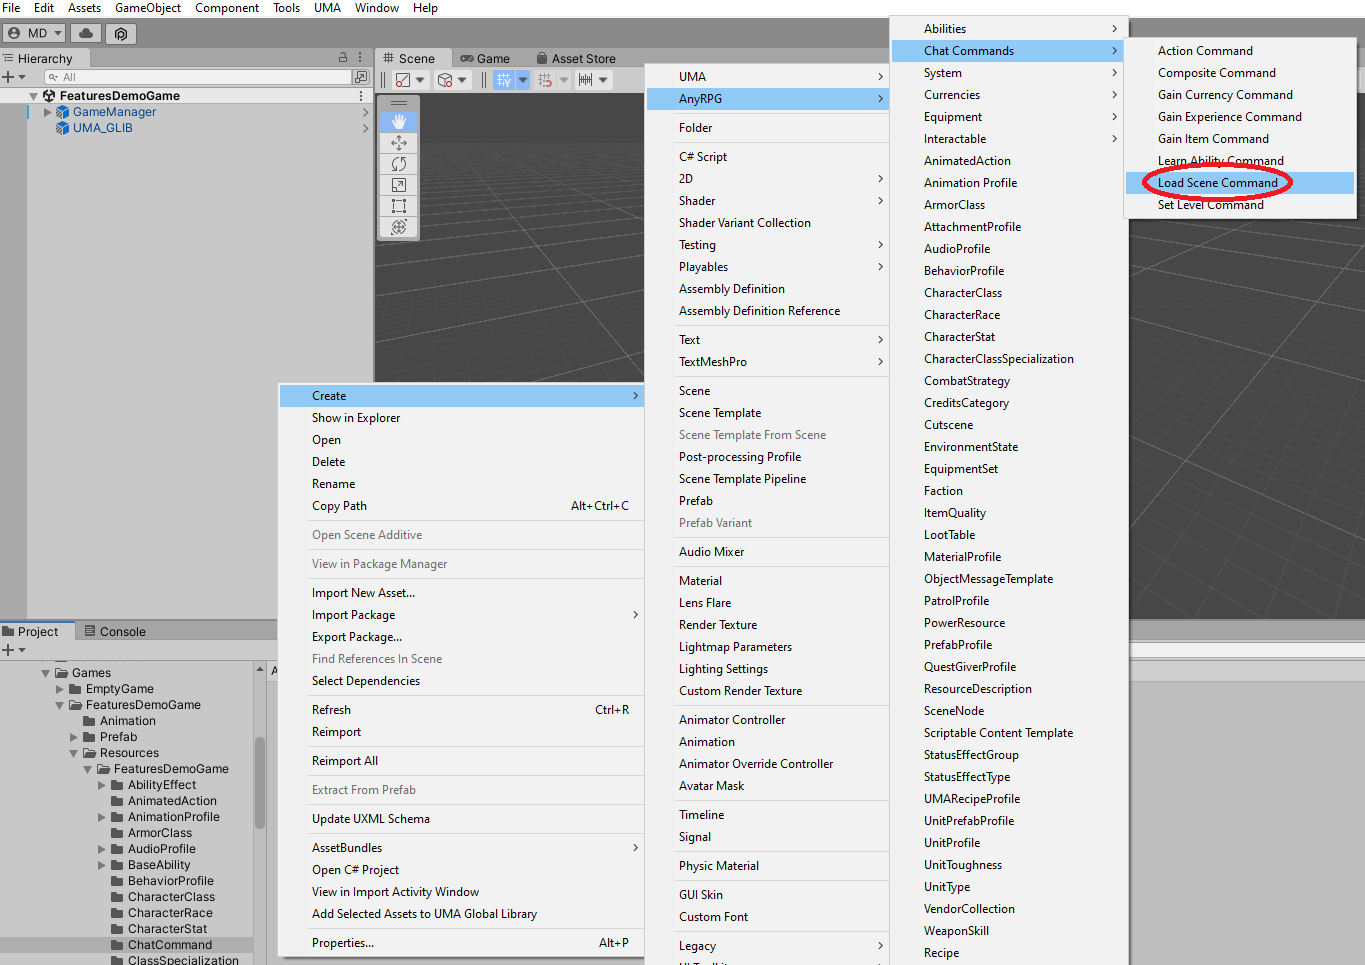 File Edit Assets GameObject Component Tools UMA Window Help
MD
Hierarchy
All
FeaturesDemoGame
GameManager
UMA_GLIB
Scene Game Asset Store
Create
Show in Explorer
Open
Delete
Rename
Copy Path Alt+Ctrl+C
Open Scene Additive
View in Package Manager
Import New Asset...
Import Package
Export Package...
Find References In Scene
Select Dependencies
Refresh Ctrl+R
Reimport
Reimport All
Extract From Prefab
Update UXML Schema
AssetBundles
Open C# Project
View in Import Activity Window
Add Selected Assets to UMA Global Library
Properties... Alt+P
UMA
AnyRPG
Folder
C# Script
2D
Shader
Shader Variant Collection
Testing
Playables
Assembly Definition
Assembly Definition Reference
Text
TextMeshPro
Scene
Scene Template
Scene Template From Scene
Post-processing Profile
Scene Template Pipeline
Prefab
Prefab Variant
Audio Mixer
Material
Lens Flare
Render Texture
Lightmap Parameters
Lighting Settings
Custom Render Texture
Animator Controller
Animation
Animator Override Controller
Avatar Mask
Timeline
Signal
Physic Material
GUI Skin
Custom Font
Legacy
Abilities
Chat Commands
System
Currencies
Equipment
Interactable
AnimatedAction
Animation Profile
ArmorClass
AttachmentProfile
AudioProfile
BehaviorProfile
CharacterClass
CharacterRace
CharacterStat
CharacterClassSpecialization
CombatStrategy
CreditsCategory
Cutscene
EnvironmentState
EquipmentSet
Faction
ItemQuality
LootTable
MaterialProfile
ObjectMessageTemplate
PatrolProfile
PowerResource
PrefabProfile
QuestGiverProfile
ResourceDescription
SceneNode
Scriptable Content Template
StatusEffectGroup
StatusEffectType
UMARecipeProfile
UnitPrefabProfile
UnitProfile
UnitToughness
UnitType
VendorCollection
WeaponSkill
Recipe
Action Command
Composite Command
Gain Currency Command
Gain Experience Command
Gain Item Command
Learn Ability Command
Load Scene Command
Set Level Command
Project Console
Games
EmptyGame
FeaturesDemoGame
Animation
Prefab
Resources
FeaturesDemoGame
AbilityEffect
AnimatedAction
AnimationProfile
ArmorClass
AudioProfile
BaseAbility
BehaviorProfile
CharacterClass
CharacterRace
CharacterStat
ChatCommand
ClassSpecialization